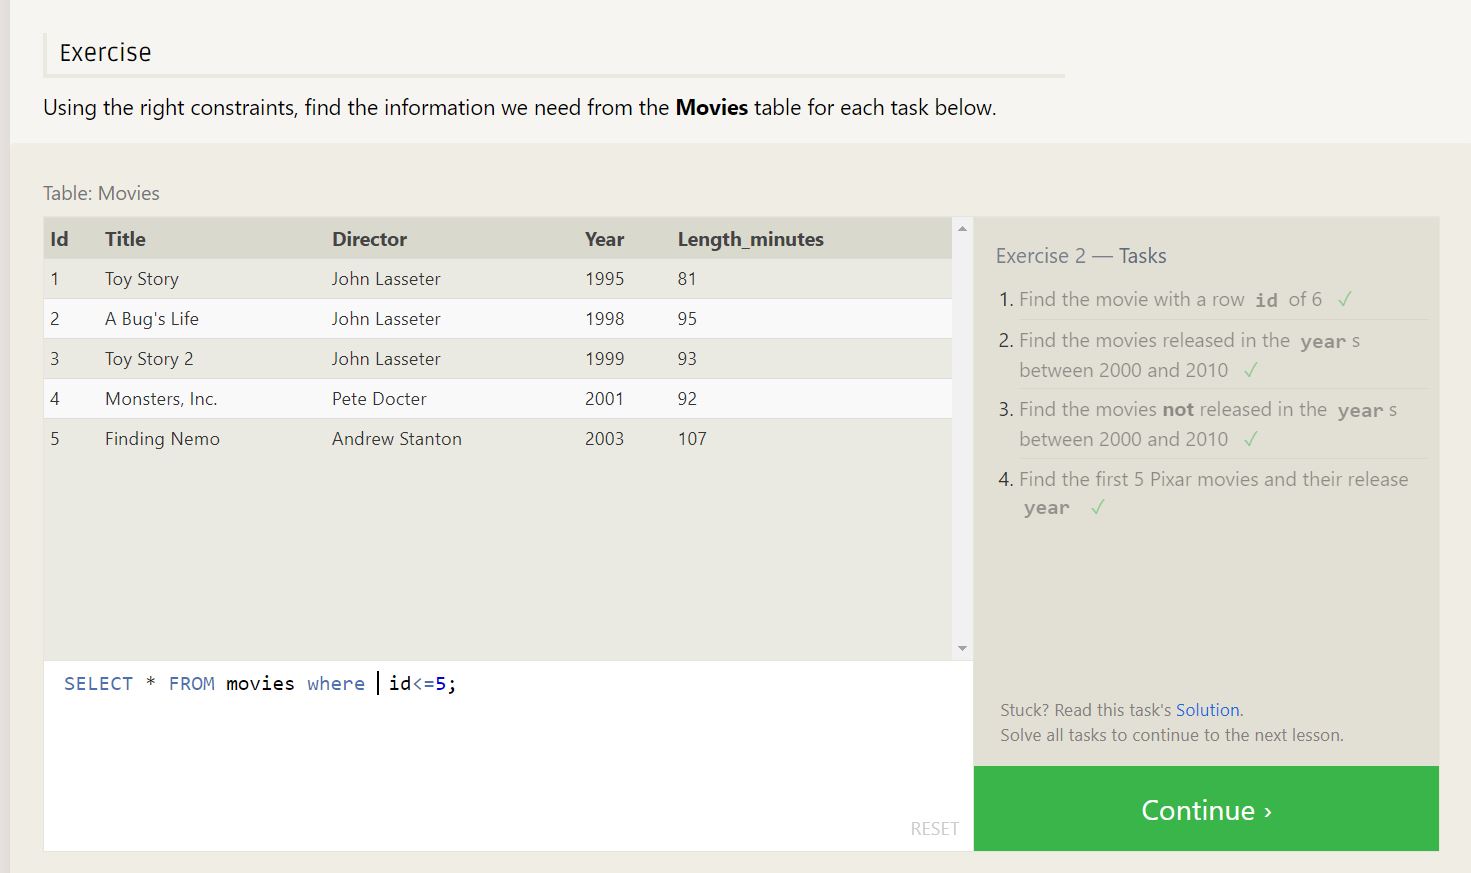 Exercise
Using the right constraints, find the information we need from the Movies table for each task below.
Table: Movies
Id Title Director Year Length_minutes
1 Toy Story John Lasseter 1995 81
2 A Bug's Life John Lasseter 1998 95
3 Toy Story 2 John Lasseter 1999 93
4 Monsters, Inc. Pete Docter 2001 92
5 Finding Nemo Andrew Stanton 2003 107
SELECT * FROM movies where id<=5;
RESET
Exercise 2 — Tasks
1. Find the movie with a row id of 6 ✓
2. Find the movies released in the year s
between 2000 and 2010 ✓
3. Find the movies not released in the year s
between 2000 and 2010 ✓
4. Find the first 5 Pixar movies and their release
year ✓
Stuck? Read this task's Solution.
Solve all tasks to continue to the next lesson.
Continue ›